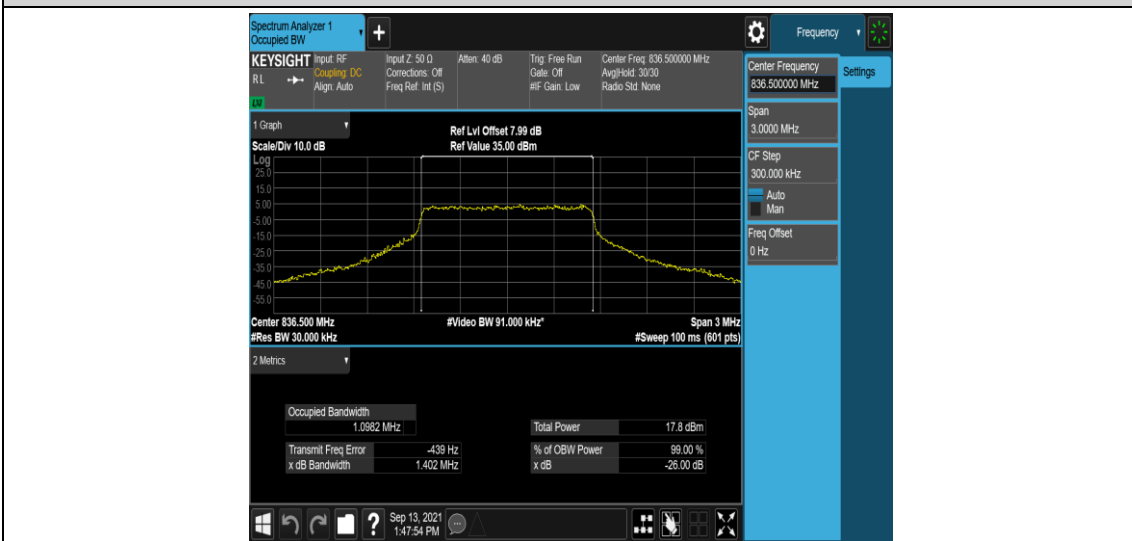 Spectrum Analyzer 1
Occupied BW
+
Frequency
KEYSIGHT
RL
LM
Input: RF
Coupling: DC
Align: Auto
Input Z: 50 Ω
Corrections: Off
Freq Ref: Int (S)
Atten: 40 dB
Trig: Free Run
Gate: Off
#IF Gain: Low
Center Freq: 836.500000 MHz
Avg|Hold: 30/30
Radio Std: None
Center Frequency
836.500000 MHz
Settings
Span
3.0000 MHz
CF Step
300.000 kHz
Auto
Man
Freq Offset
0 Hz
1 Graph
Scale/Div 10.0 dB
Ref Lvl Offset 7.99 dB
Ref Value 35.00 dBm
Log
25.0
15.0
5.00
-5.00
-15.0
-25.0
-35.0
-45.0
-55.0
Center 836.500 MHz
#Video BW 91.000 kHz*
Span 3 MHz
#Res BW 30.000 kHz
#Sweep 100 ms (601 pts)
2 Metrics
Occupied Bandwidth
1.0982 MHz
Total Power 17.8 dBm
Transmit Freq Error -439 Hz
% of OBW Power 99.00 %
x dB Bandwidth 1.402 MHz
x dB -26.00 dB
?
Sep 13, 2021
1:47:54 PM